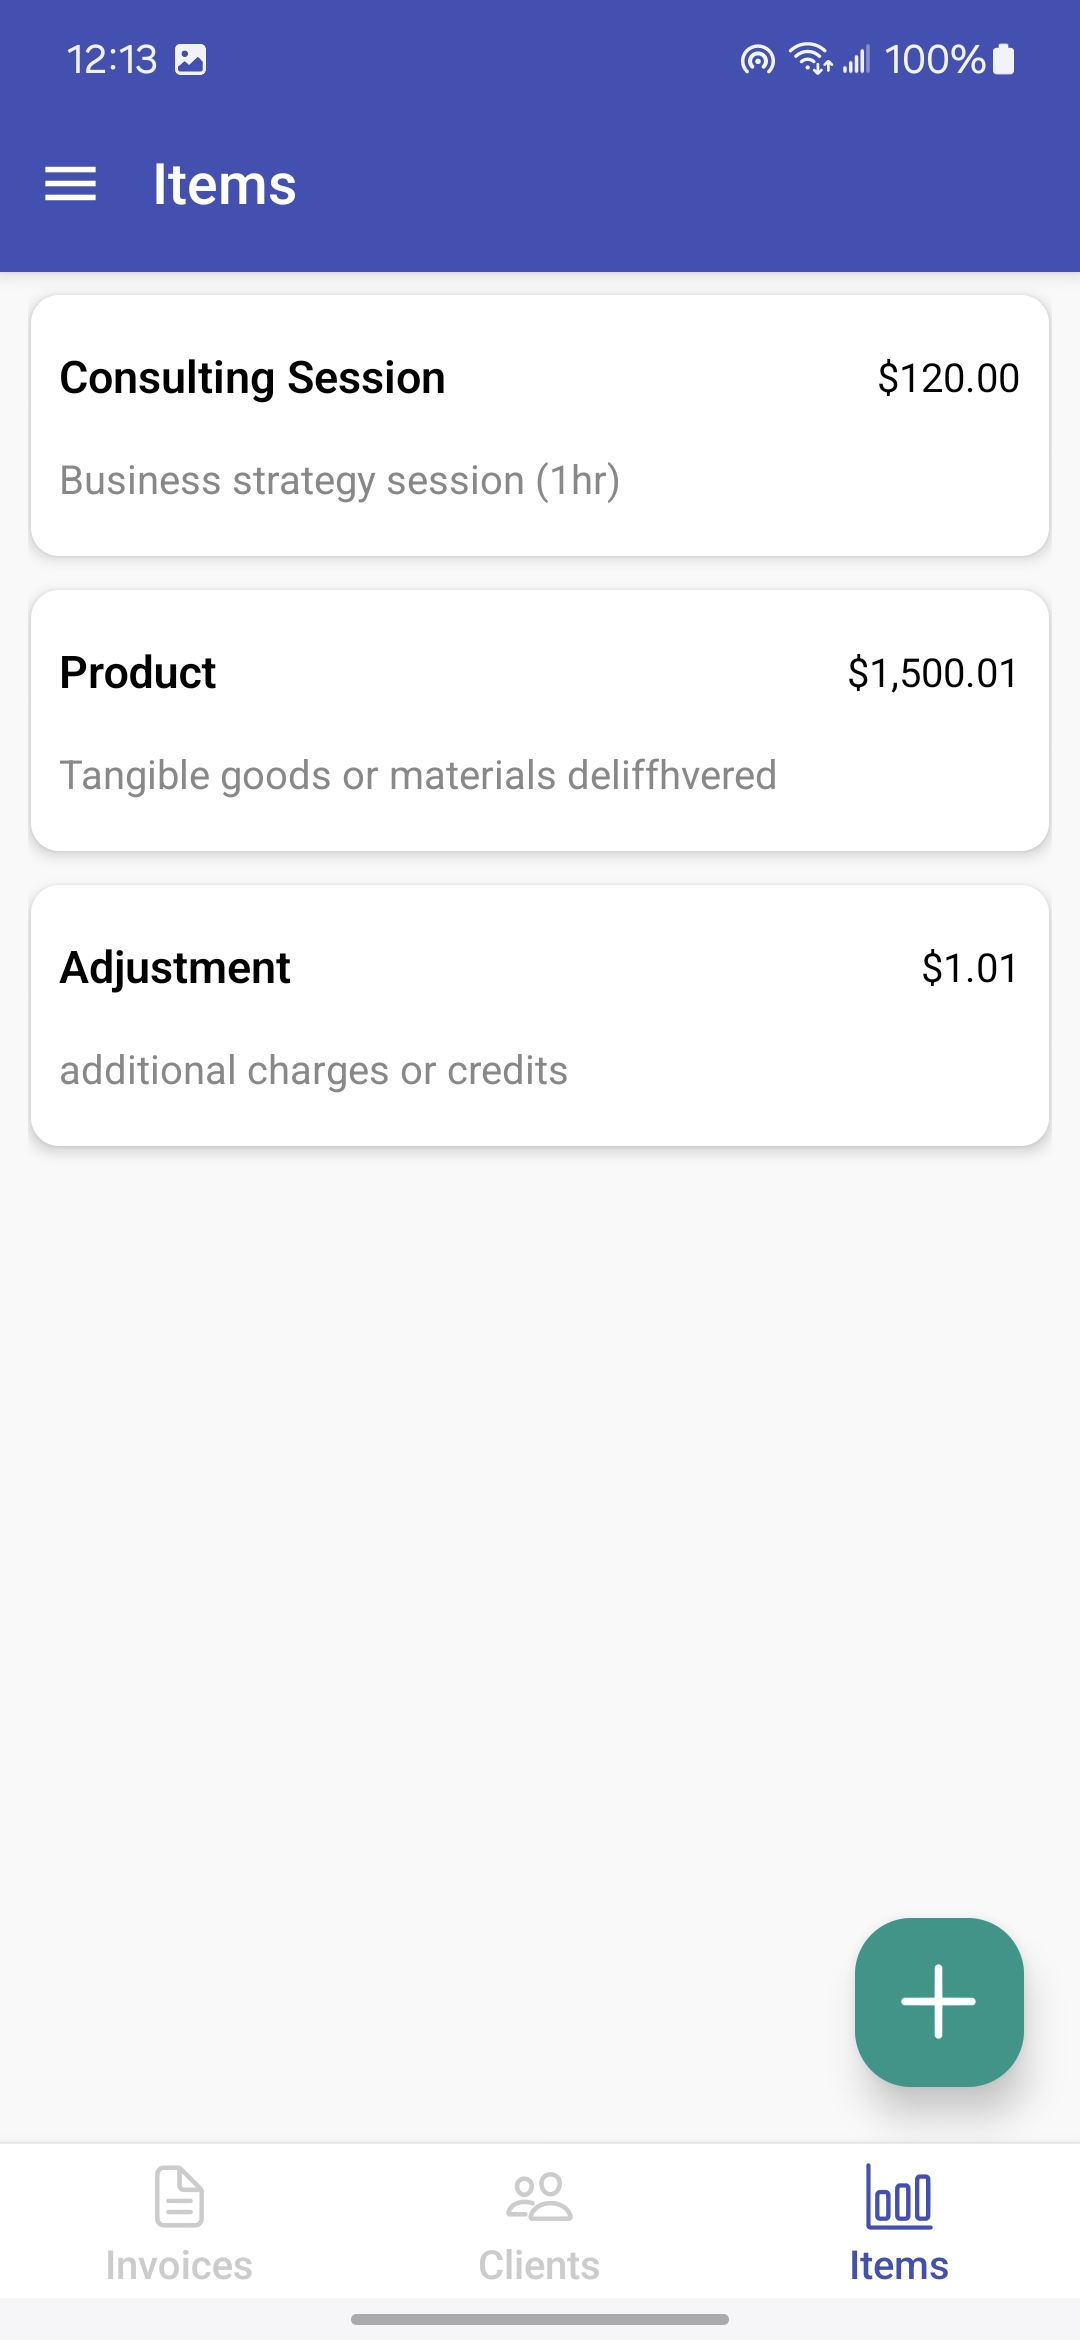 12:13 100%
Items
Consulting Session $120.00
Business strategy session (1hr)
Product $1,500.01
Tangible goods or materials deliffhvered
Adjustment $1.01
additional charges or credits
Invoices Clients Items